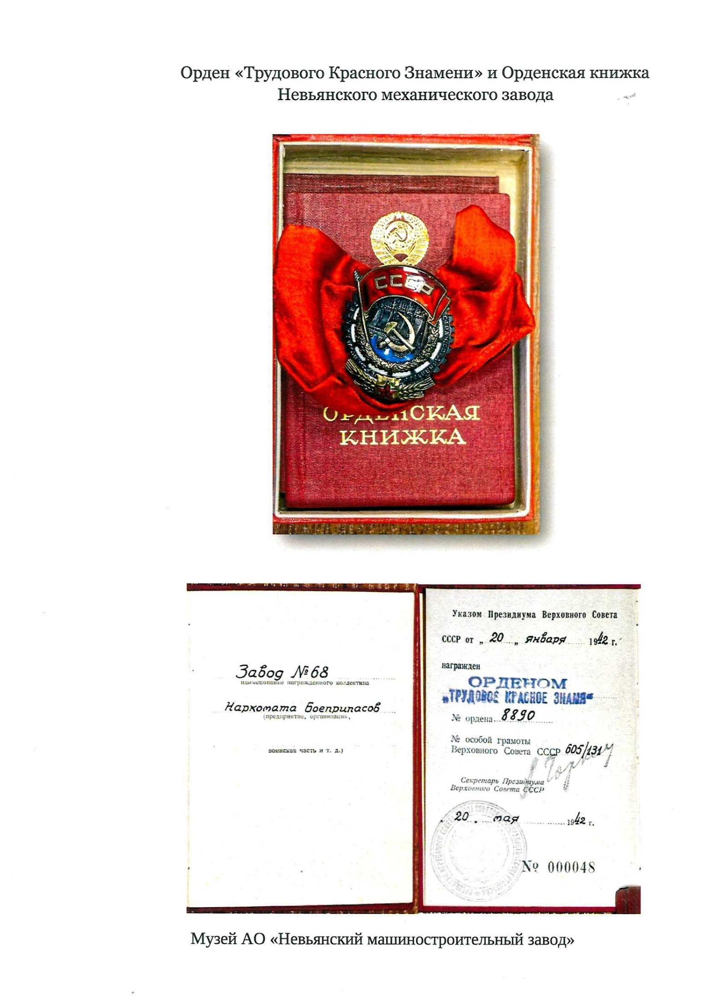 Орден «Трудового Красного Знамени» и Орденская книжка
Невьянского механического завода
СССР
ОРДЕНСКАЯ
КНИЖКА
Завод №68
наименование награжденного коллектива
Наркомата Боеприпасов
(предприятие, организация,
воинская часть и т. д.)
Указом Президиума Верховного Совета
СССР от „ 20 „ января 1942 г.
награжден
ОРДЕНОМ
„ТРУДОВОЕ КРАСНОЕ ЗНАМЯ“
№ ордена 8890
№ особой грамоты
Верховного Совета СССР 605/131
Секретарь Президиума
Верховного Совета СССР
„ 20 „ мая 1942 г.
№ 000048
Музей АО «Невьянский машиностроительный завод»